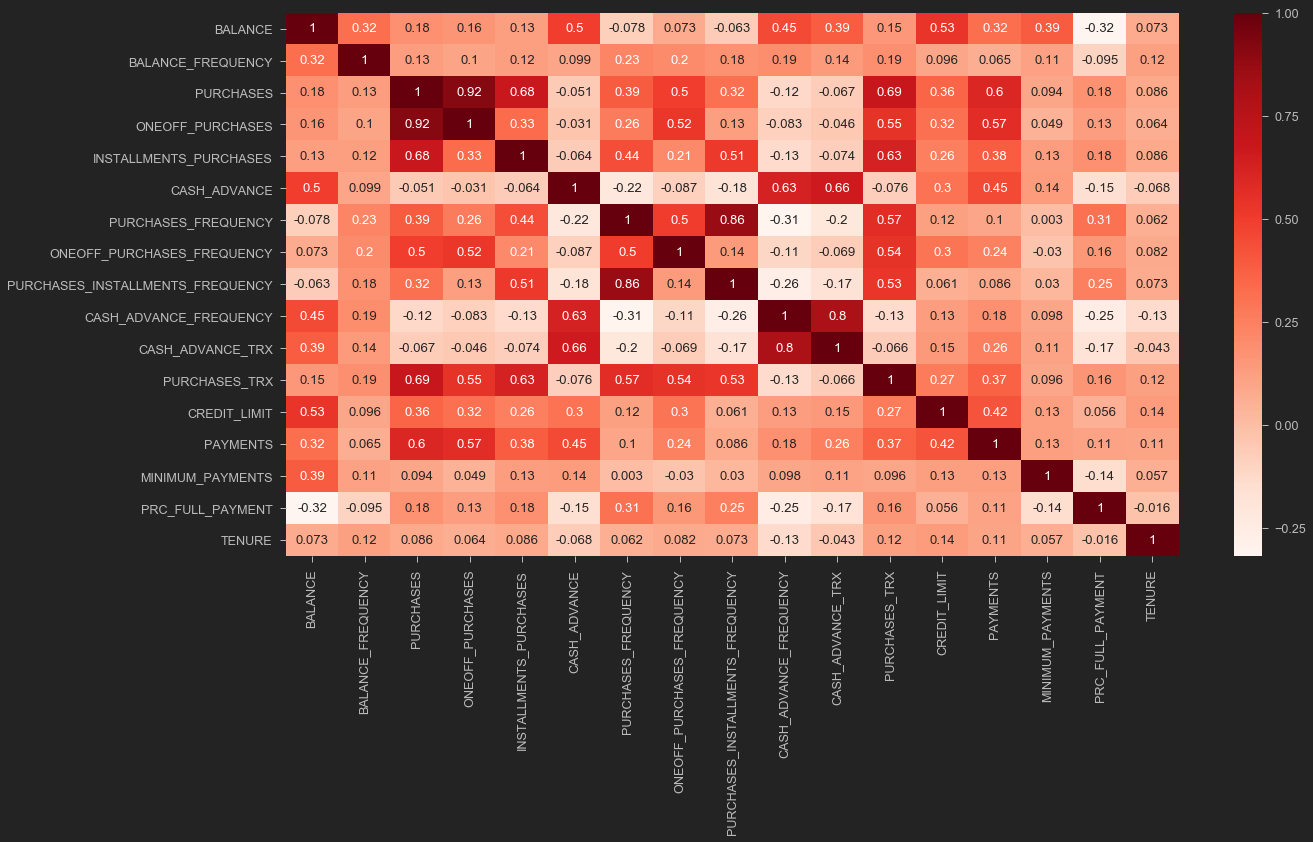 BALANCE 1 0.32 0.18 0.16 0.13 0.5 -0.078 0.073 -0.063 0.45 0.39 0.15 0.53 0.32 0.39 -0.32 0.073
BALANCE_FREQUENCY 0.32 1 0.13 0.1 0.12 0.099 0.23 0.2 0.18 0.19 0.14 0.19 0.096 0.065 0.11 -0.095 0.12
PURCHASES 0.18 0.13 1 0.92 0.68 -0.051 0.39 0.5 0.32 -0.12 -0.067 0.69 0.36 0.6 0.094 0.18 0.086
ONEOFF_PURCHASES 0.16 0.1 0.92 1 0.33 -0.031 0.26 0.52 0.13 -0.083 -0.046 0.55 0.32 0.57 0.049 0.13 0.064
INSTALLMENTS_PURCHASES 0.13 0.12 0.68 0.33 1 -0.064 0.44 0.21 0.51 -0.13 -0.074 0.63 0.26 0.38 0.13 0.18 0.086
CASH_ADVANCE 0.5 0.099 -0.051 -0.031 -0.064 1 -0.22 -0.087 -0.18 0.63 0.66 -0.076 0.3 0.45 0.14 -0.15 -0.068
PURCHASES_FREQUENCY -0.078 0.23 0.39 0.26 0.44 -0.22 1 0.5 0.86 -0.31 -0.2 0.57 0.12 0.1 0.003 0.31 0.062
ONEOFF_PURCHASES_FREQUENCY 0.073 0.2 0.5 0.52 0.21 -0.087 0.5 1 0.14 -0.11 -0.069 0.54 0.3 0.24 -0.03 0.16 0.082
PURCHASES_INSTALLMENTS_FREQUENCY -0.063 0.18 0.32 0.13 0.51 -0.18 0.86 0.14 1 -0.26 -0.17 0.53 0.061 0.086 0.03 0.25 0.073
CASH_ADVANCE_FREQUENCY 0.45 0.19 -0.12 -0.083 -0.13 0.63 -0.31 -0.11 -0.26 1 0.8 -0.13 0.13 0.18 0.098 -0.25 -0.13
CASH_ADVANCE_TRX 0.39 0.14 -0.067 -0.046 -0.074 0.66 -0.2 -0.069 -0.17 0.8 1 -0.066 0.15 0.26 0.11 -0.17 -0.043
PURCHASES_TRX 0.15 0.19 0.69 0.55 0.63 -0.076 0.57 0.54 0.53 -0.13 -0.066 1 0.27 0.37 0.096 0.16 0.12
CREDIT_LIMIT 0.53 0.096 0.36 0.32 0.26 0.3 0.12 0.3 0.061 0.13 0.15 0.27 1 0.42 0.13 0.056 0.14
PAYMENTS 0.32 0.065 0.6 0.57 0.38 0.45 0.1 0.24 0.086 0.18 0.26 0.37 0.42 1 0.13 0.11 0.11
MINIMUM_PAYMENTS 0.39 0.11 0.094 0.049 0.13 0.14 0.003 -0.03 0.03 0.098 0.11 0.096 0.13 0.13 1 -0.14 0.057
PRC_FULL_PAYMENT -0.32 -0.095 0.18 0.13 0.18 -0.15 0.31 0.16 0.25 -0.25 -0.17 0.16 0.056 0.11 -0.14 1 -0.016
TENURE 0.073 0.12 0.086 0.064 0.086 -0.068 0.062 0.082 0.073 -0.13 -0.043 0.12 0.14 0.11 0.057 -0.016 1
BALANCE
BALANCE_FREQUENCY
PURCHASES
ONEOFF_PURCHASES
INSTALLMENTS_PURCHASES
CASH_ADVANCE
PURCHASES_FREQUENCY
ONEOFF_PURCHASES_FREQUENCY
PURCHASES_INSTALLMENTS_FREQUENCY
CASH_ADVANCE_FREQUENCY
CASH_ADVANCE_TRX
PURCHASES_TRX
CREDIT_LIMIT
PAYMENTS
MINIMUM_PAYMENTS
PRC_FULL_PAYMENT
TENURE
1.00
0.75
0.50
0.25
0.00
−0.25